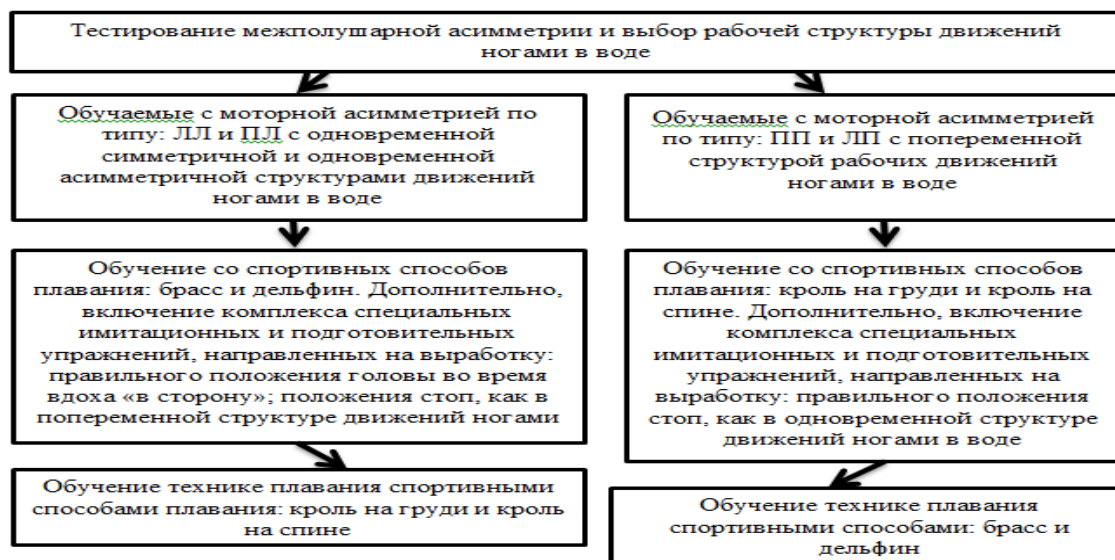 Тестирование межполушарной асимметрии и выбор рабочей структуры движений
ногами в воде
Обучаемые с моторной асимметрией по
типу: ЛЛ и ПЛ с одновременной
симметричной и одновременной
асимметричной структурами движений
ногами в воде
Обучаемые с моторной асимметрией
по типу: ПП и ЛП с попеременной
структурой рабочих движений
ногами в воде
Обучение со спортивных способов
плавания: брасс и дельфин. Дополнительно,
включение комплекса специальных
имитационных и подготовительных
упражнений, направленных на выработку:
правильного положения головы во время
вдоха «в сторону»; положения стоп, как в
попеременной структуре движений ногами
Обучение со спортивных способов
плавания: кроль на груди и кроль на
спине. Дополнительно, включение
комплекса специальных
имитационных и подготовительных
упражнений, направленных на
выработку: правильного положения
стоп, как в одновременной структуре
движений ногами в воде
Обучение технике плавания спортивными
способами плавания: кроль на груди и кроль
на спине
Обучение технике плавания
спортивными способами: брасс и
дельфин